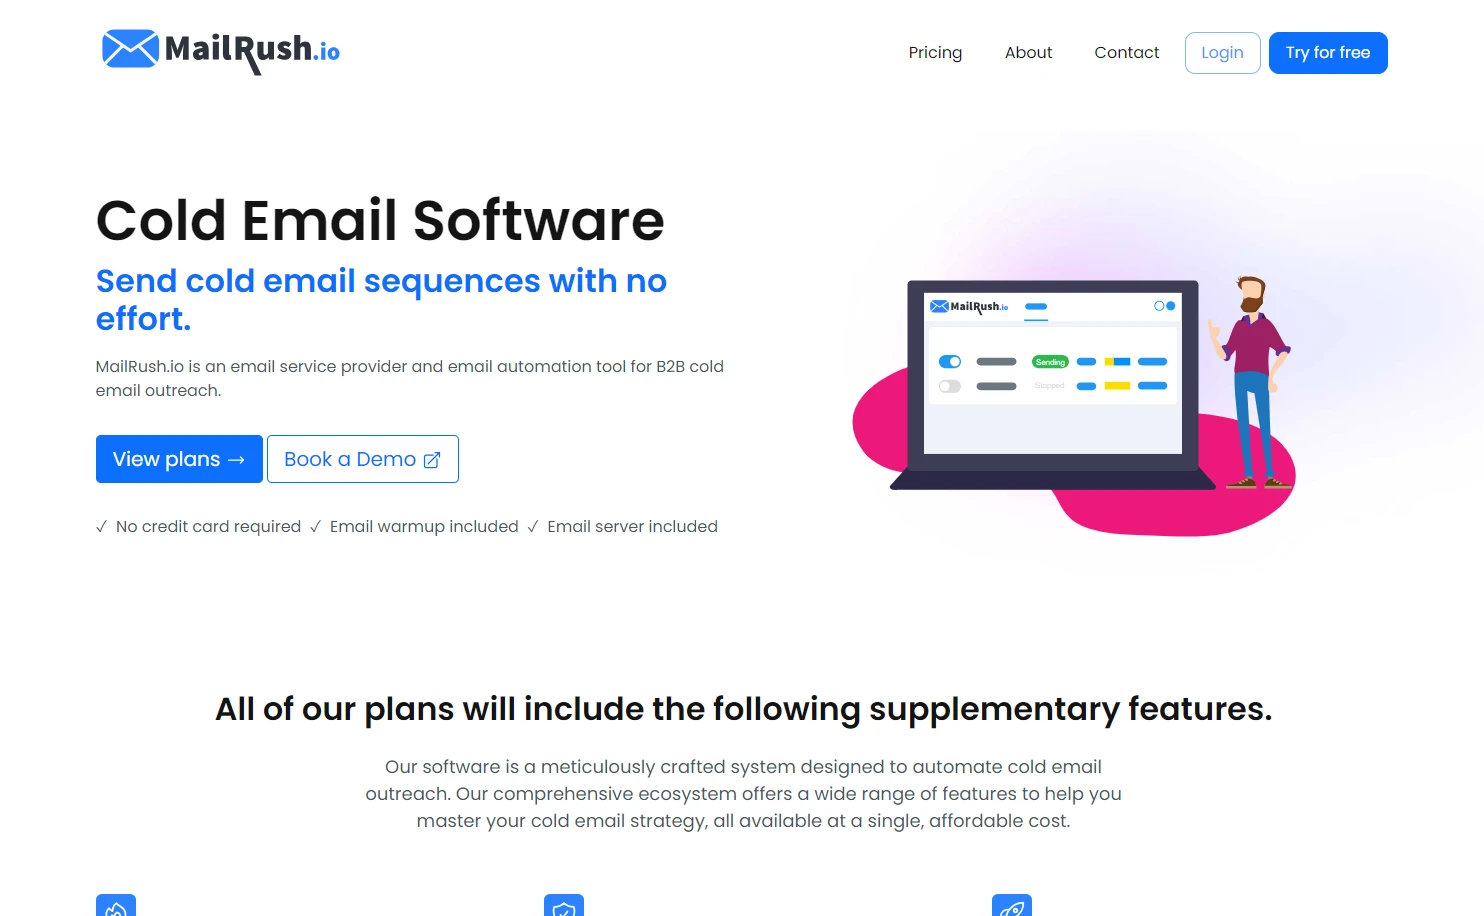 MailRush.io
Pricing About Contact Login Try for free
Cold Email Software
Send cold email sequences with no
effort.
MailRush.io is an email service provider and email automation tool for B2B cold
email outreach.
View plans → Book a Demo
✓ No credit card required ✓ Email warmup included ✓ Email server included
MailRush.io
Sending
Stopped
All of our plans will include the following supplementary features.
Our software is a meticulously crafted system designed to automate cold email
outreach. Our comprehensive ecosystem offers a wide range of features to help you
master your cold email strategy, all available at a single, affordable cost.